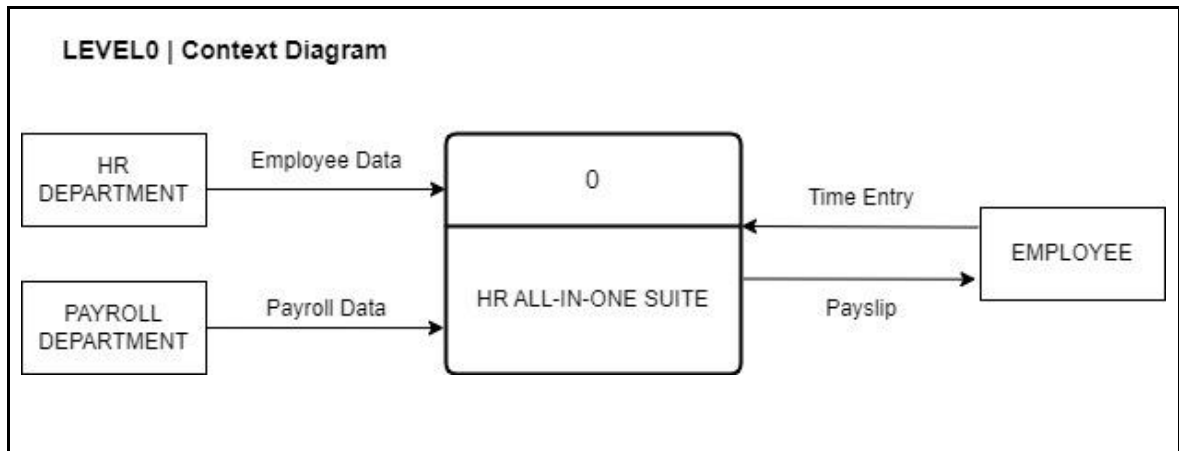 LEVEL0 | Context Diagram
HR
DEPARTMENT
Employee Data
0
Time Entry
EMPLOYEE
HR ALL-IN-ONE SUITE
Payslip
PAYROLL
DEPARTMENT
Payroll Data